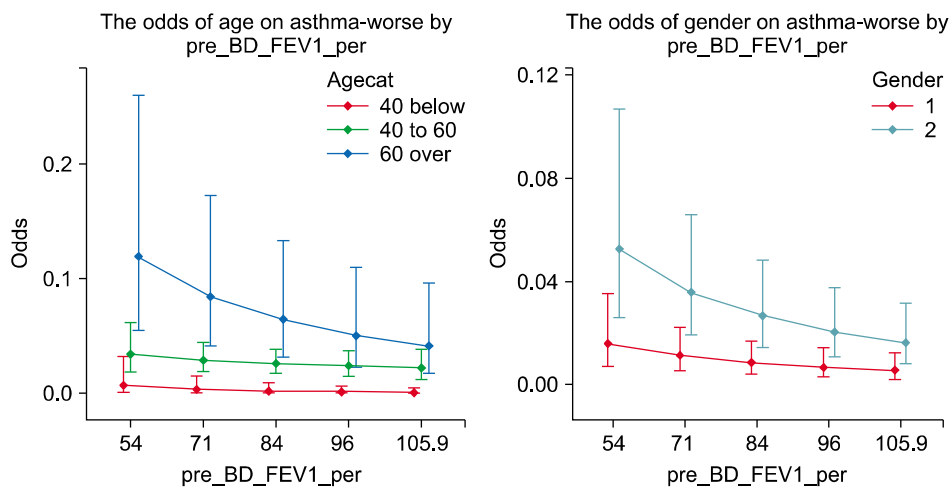 The odds of age on asthma-worse by
pre_BD_FEV1_per
Agecat
40 below
40 to 60
60 over
0.2
0.1
0.0
Odds
54 71 84 96 105.9
pre_BD_FEV1_per
The odds of gender on asthma-worse by
pre_BD_FEV1_per
Gender
1
2
0.12
0.08
0.04
0.00
Odds
54 71 84 96 105.9
pre_BD_FEV1_per